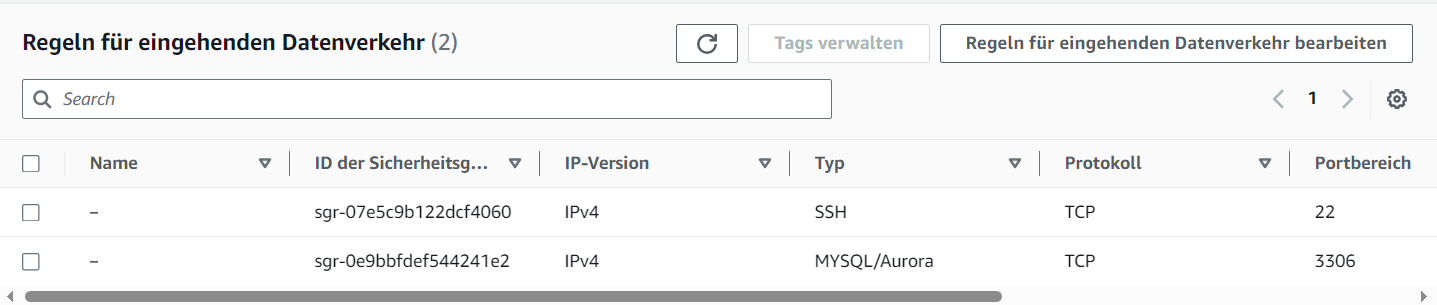 Regeln für eingehenden Datenverkehr (2)
Tags verwalten
Regeln für eingehenden Datenverkehr bearbeiten
Search
1
Name ID der Sicherheitsg... IP-Version Typ Protokoll Portbereich
– sgr-07e5c9b122dcf4060 IPv4 SSH TCP 22
– sgr-0e9bbfdef544241e2 IPv4 MYSQL/Aurora TCP 3306